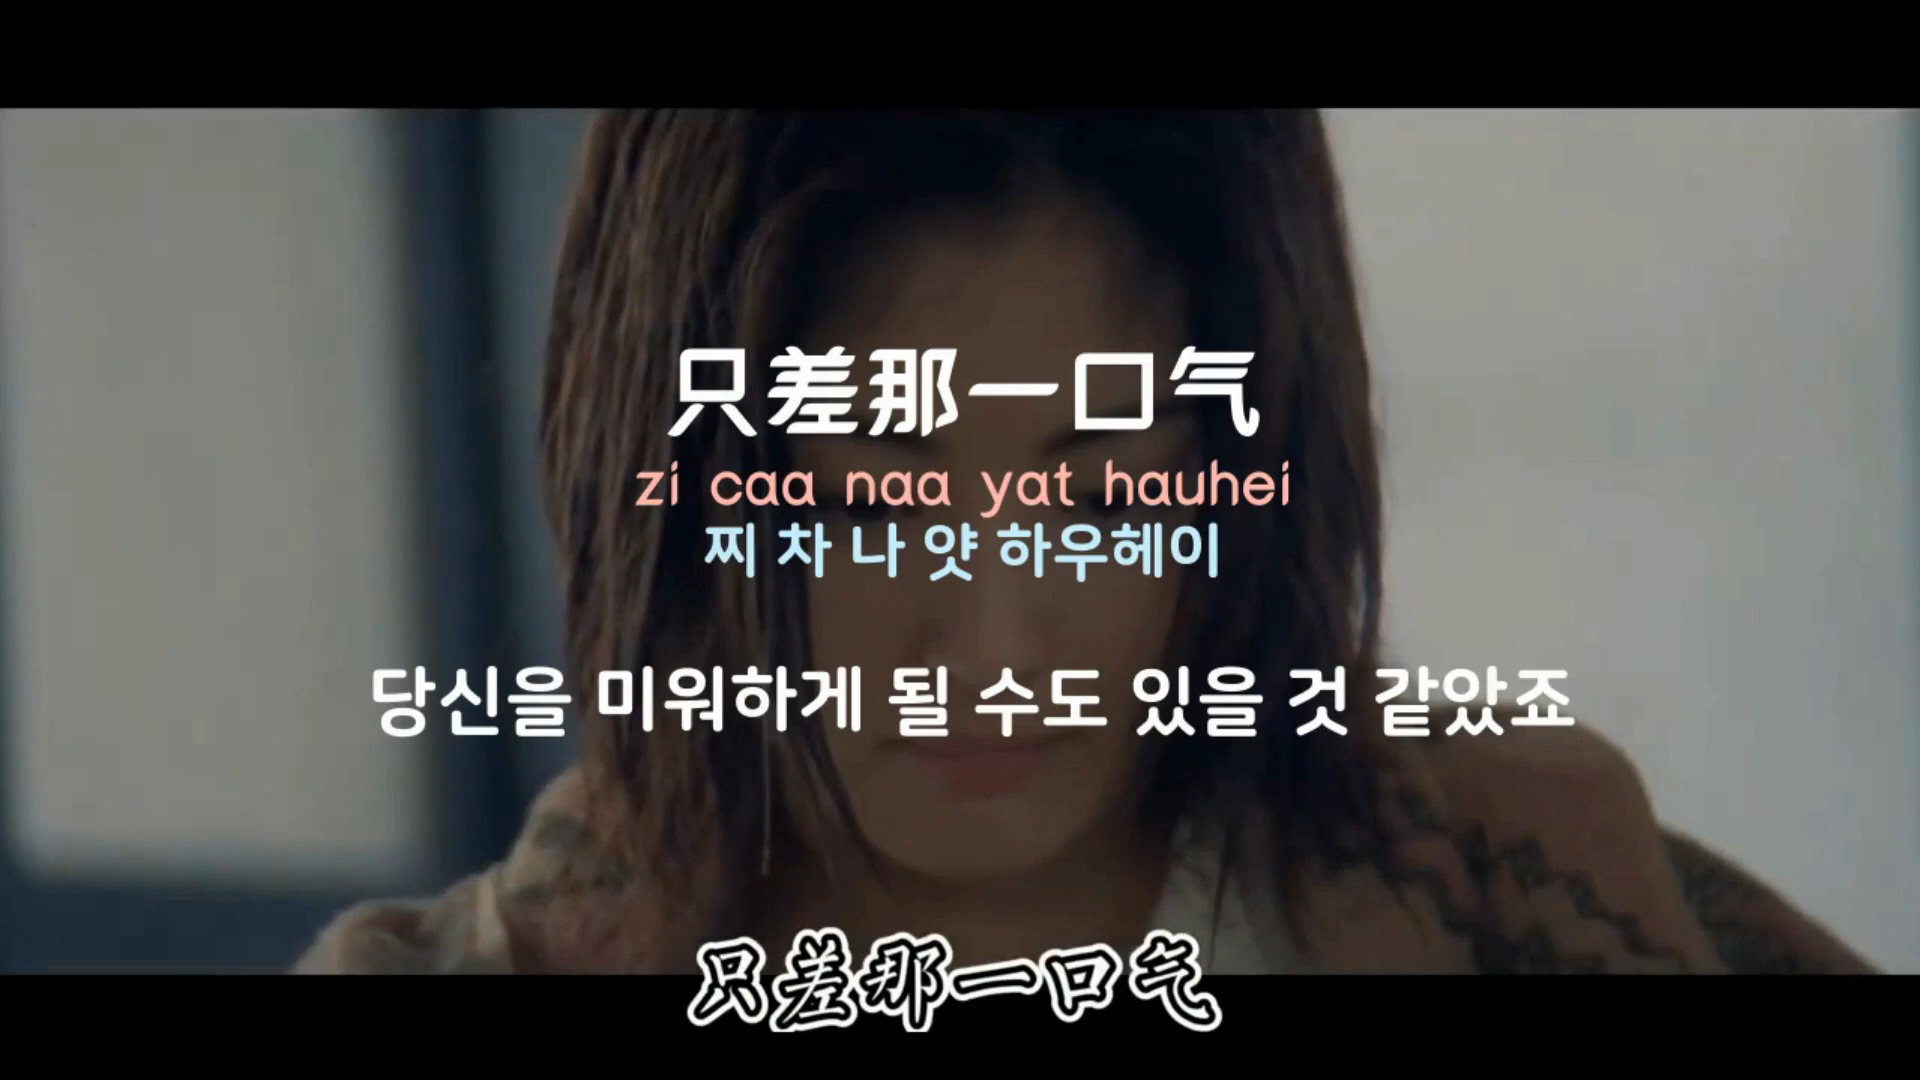 只差那一口气
zi caa naa yat hauhei
찌 차 나 얏 하우헤이
당신을 미워하게 될 수도 있을 것 같았죠
只差那一口气